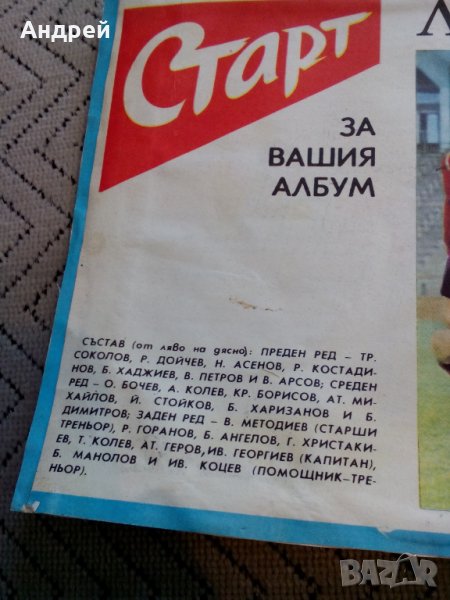 Андрей
Старт
Л
ЗА
ВАШИЯ
АЛБУМ
СЪСТАВ (от ляво на дясно): ПРЕДЕН РЕД – ТР.
СОКОЛОВ, Р. ДОЙЧЕВ, Н. АСЕНОВ, Р. КОСТАДИ-
НОВ, Б. ХАДЖИЕВ, В. ПЕТРОВ И В. АРСОВ; СРЕДЕН
РЕД – О. БОЧЕВ, А. КОЛЕВ, КР. БОРИСОВ, АТ. МИ-
ХАЙЛОВ, Й. СТОЙКОВ, Б. ХАРИЗАНОВ И Б.
ДИМИТРОВ; ЗАДЕН РЕД – В. МЕТОДИЕВ (СТАРШИ
ТРЕНЬОР), Р. ГОРАНОВ, Б. АНГЕЛОВ, Г. ХРИСТАКИ-
ЕВ, Т. КОЛЕВ, АТ. ГЕРОВ, ИВ. ГЕОРГИЕВ (КАПИТАН),
Б. МАНОЛОВ И ИВ. КОЦЕВ (ПОМОЩНИК-ТРЕ-
НЬОР).
BAZAR